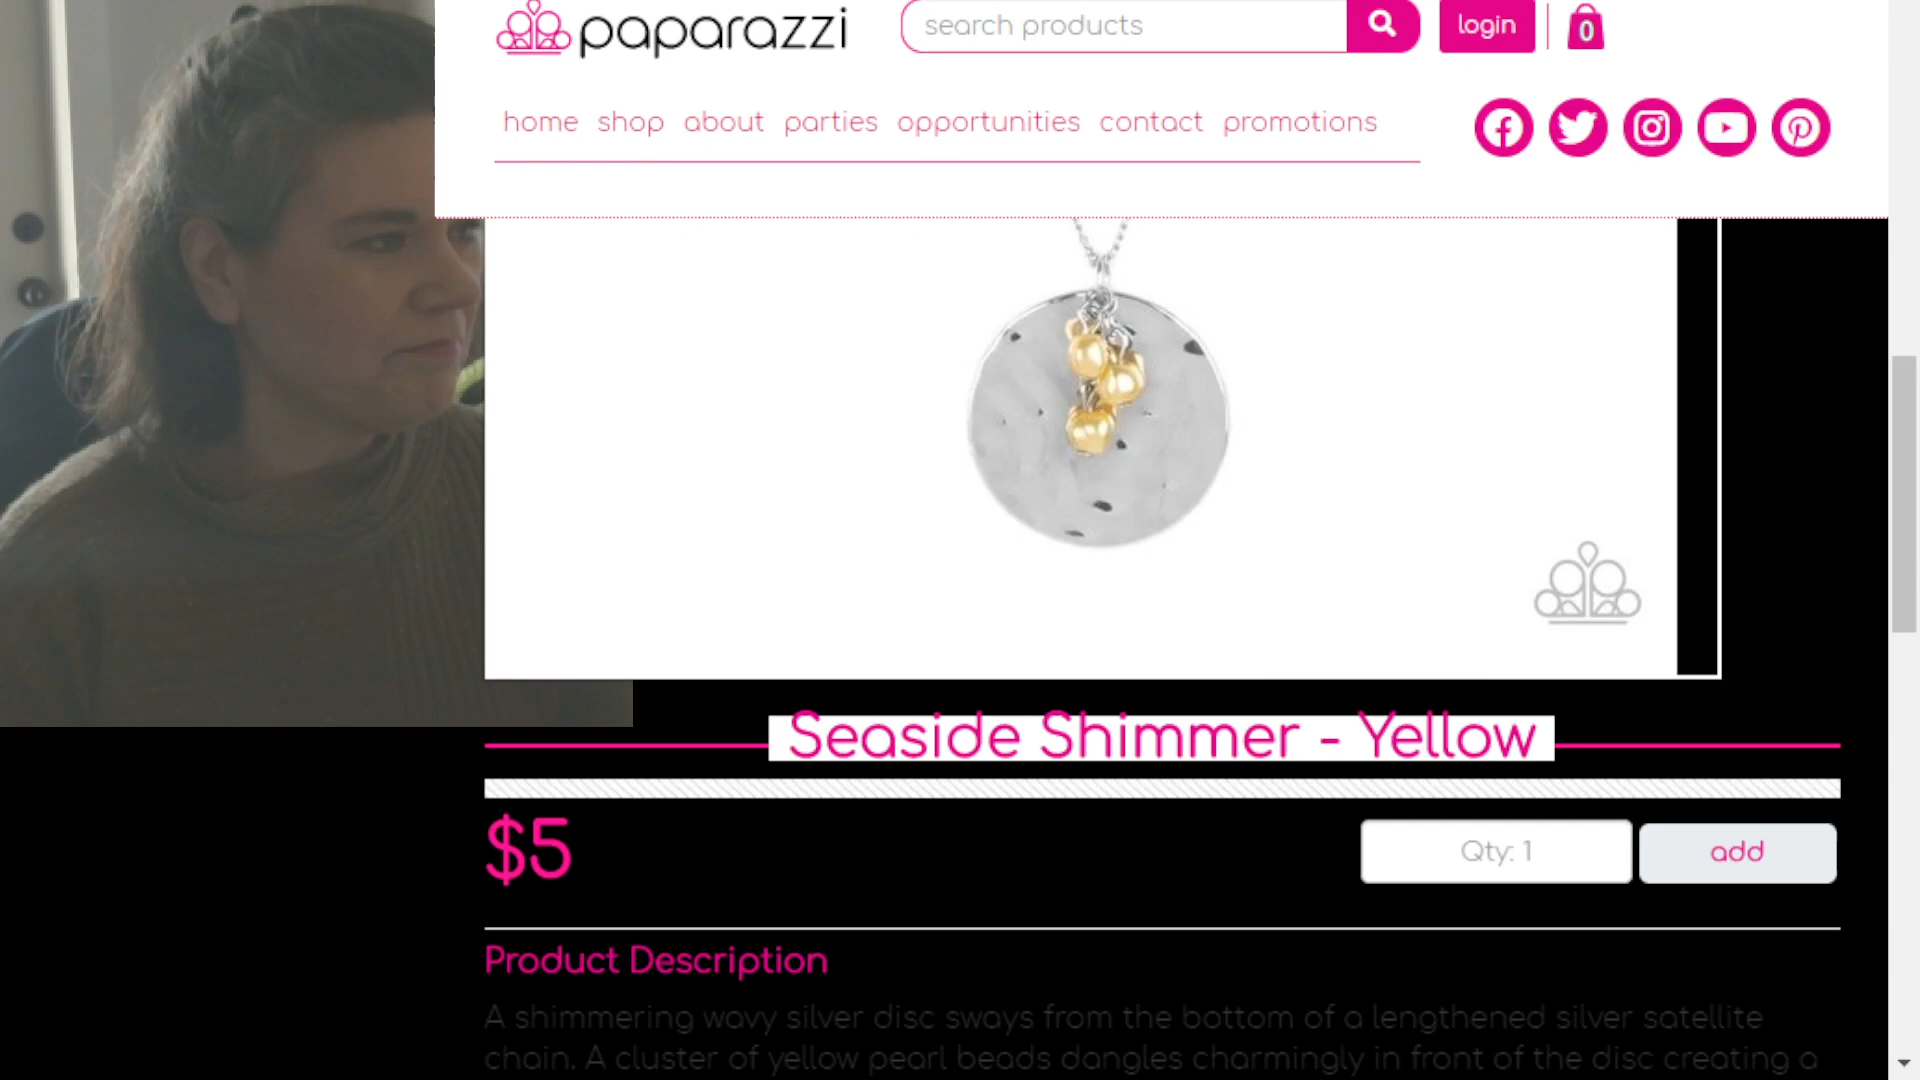 paparazzi
search products
login
0
home shop about parties opportunities contact promotions
Seaside Shimmer - Yellow
$5
Qty: 1
add
Product Description
A shimmering wavy silver disc sways from the bottom of a lengthened silver satellite
chain. A cluster of yellow pearl beads dangles charmingly in front of the disc creating a